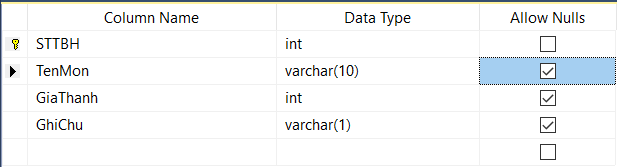 Column Name Data Type Allow Nulls
STTBH int
TenMon varchar(10)
GiaThanh int
GhiChu varchar(1)